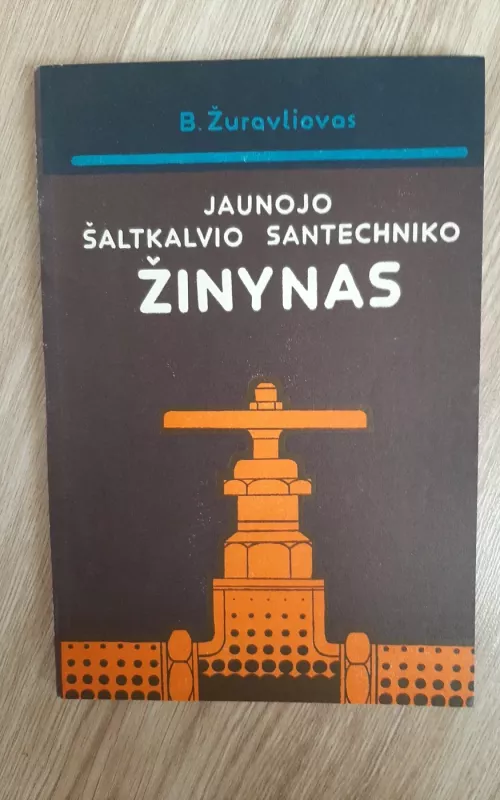 B. Žuravliovas
JAUNOJO
ŠALTKALVIO SANTECHNIKO
ŽINYNAS